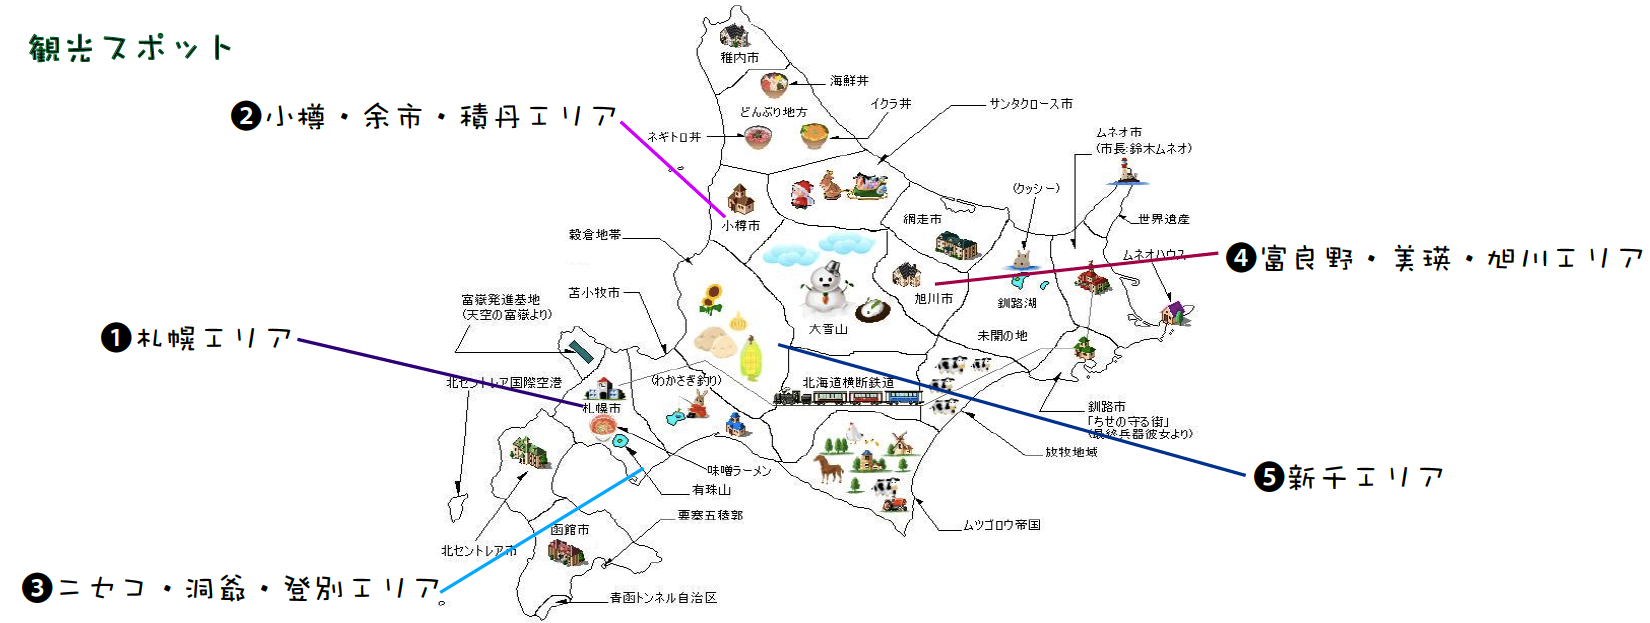 観光スポット
稚内市
海鮮丼
❷小樽・余市・積丹エリア
どんぶり地方
イクラ丼
サンタクロース市
ネギトロ丼
ムネオ市
(市長:鈴木ムネオ)
(クッシー)
小樽市
網走市
世界遺産
穀倉地帯
ムネオハウス
❹富良野・美瑛・旭川エリア
富嶽発進基地
(天空の富嶽より)
苫小牧市
旭川市
釧路湖
大雪山
未開の地
❶札幌エリア
北セントレア国際空港
(わかさぎ釣り)
北海道横断鉄道
札幌市
釧路市
「ちせの守る街」
(最終兵器彼女より)
放牧地域
味噌ラーメン
有珠山
❺新千エリア
要塞五稜郭
ムツゴロウ帝国
函館市
北セントレア市
❸ニセコ・洞爺・登別エリア
青函トンネル自治区